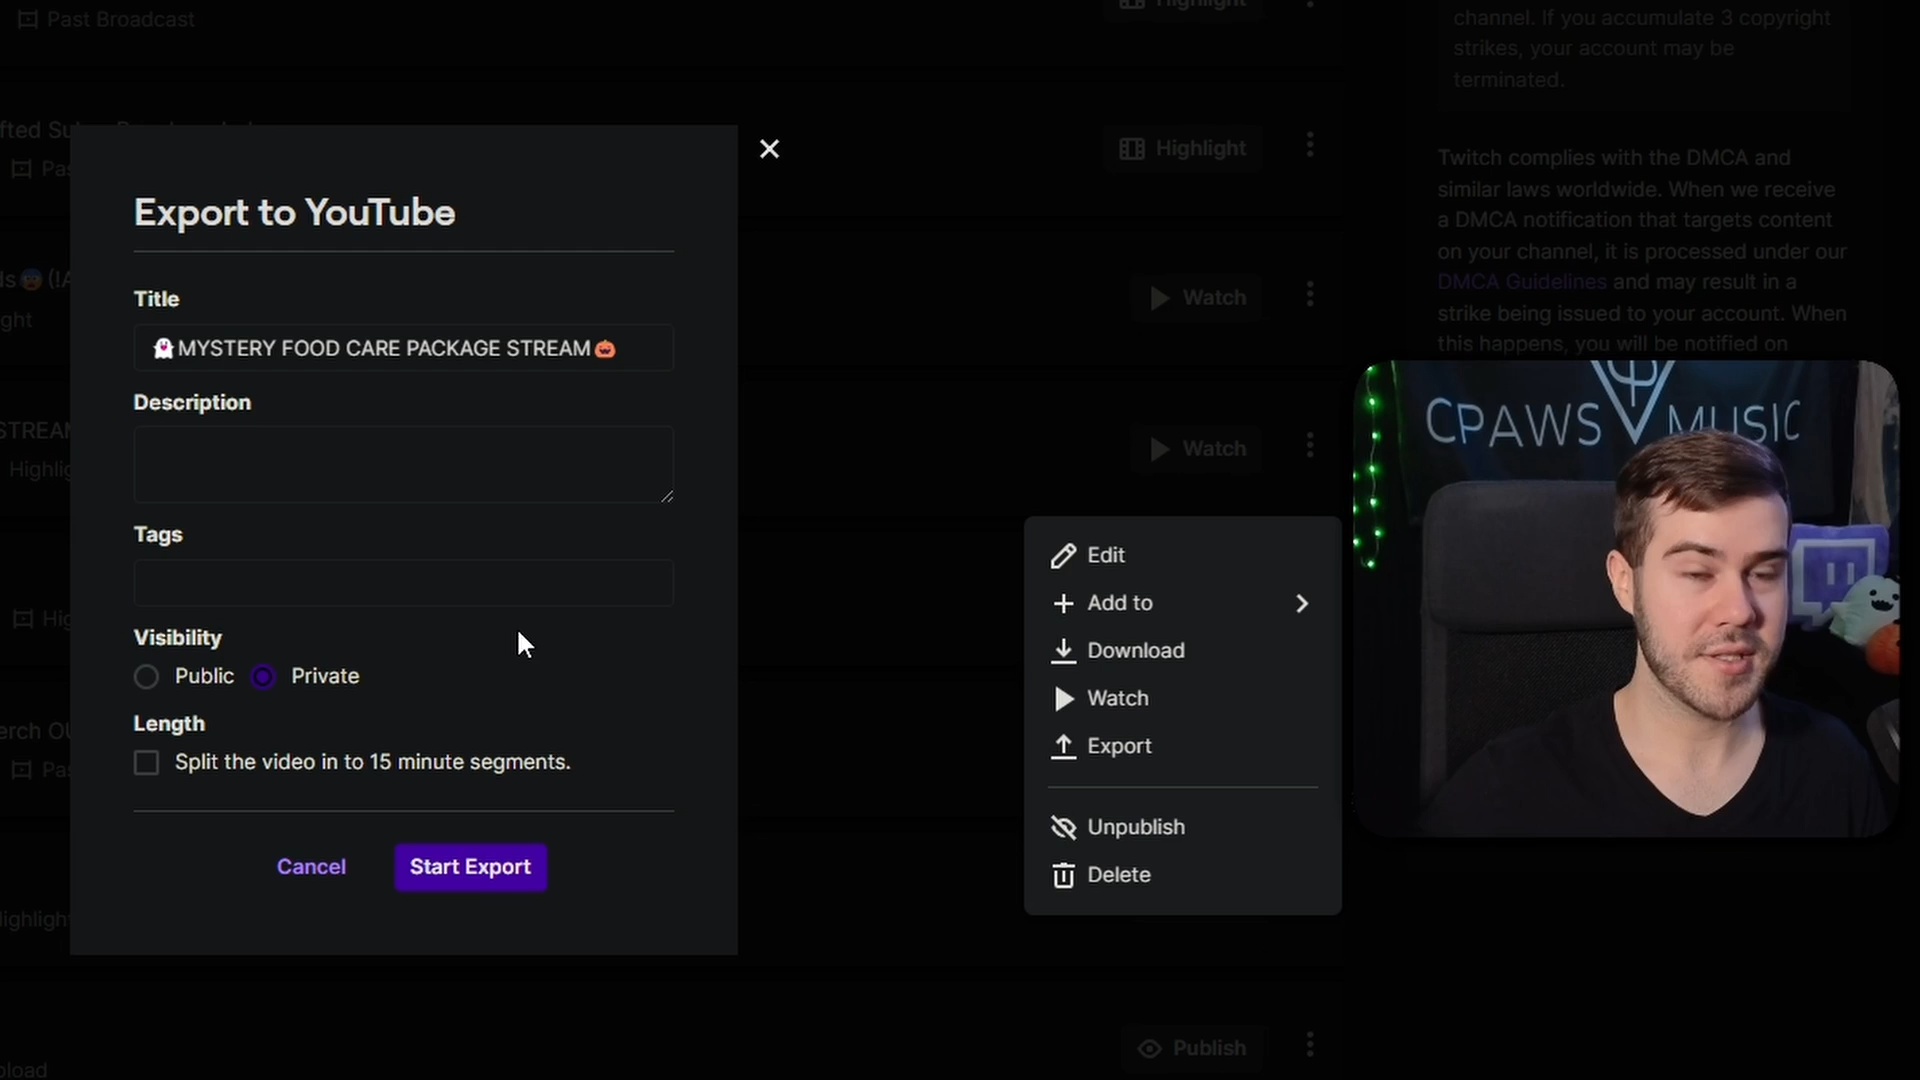 Past Broadcast
Highlight
channel. If you accumulate 3 copyright
strikes, your account may be
terminated.
Highlight
Twitch complies with the DMCA and
similar laws worldwide. When we receive
a DMCA notification that targets content
on your channel, it is processed under our
DMCA Guidelines and may result in a
strike being issued to your account. When
this happens, you will be notified on
Export to YouTube
Title
👻MYSTERY FOOD CARE PACKAGE STREAM🎃
Description
Tags
Visibility
Public
Private
Length
Split the video in to 15 minute segments.
Cancel
Start Export
Watch
Watch
Edit
Add to
Download
Watch
Export
Unpublish
Delete
CPAWS MUSIC
Publish